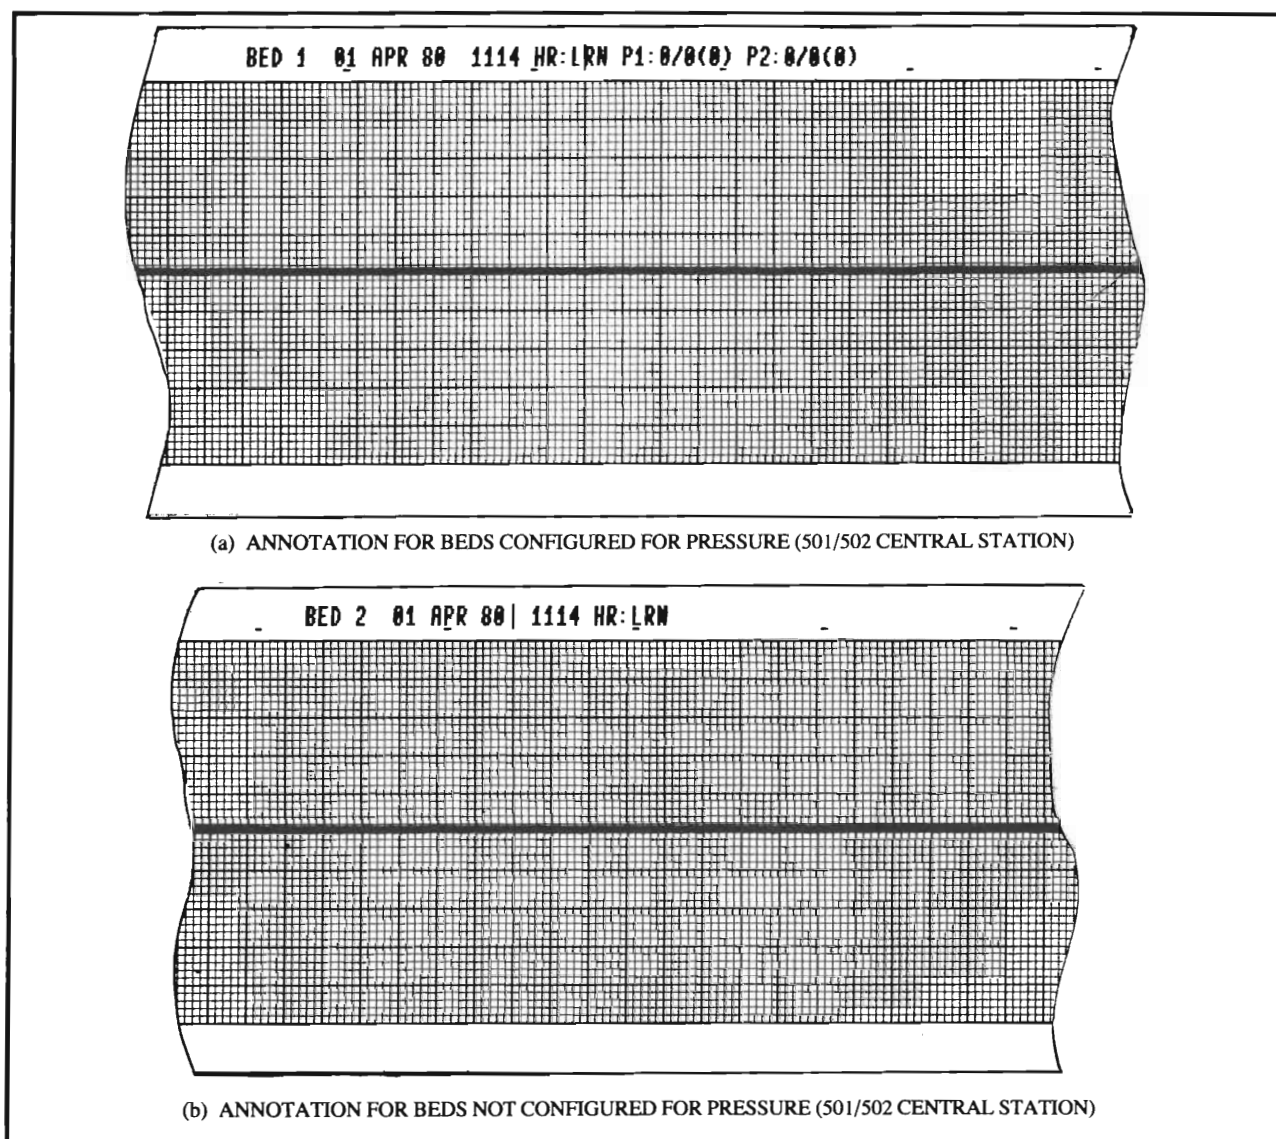 BED 1 01 APR 80 1114 HR:LRN P1:0/0(0) P2:0/0(0)
(a) ANNOTATION FOR BEDS CONFIGURED FOR PRESSURE (501/502 CENTRAL STATION)
BED 2 01 APR 80 1114 HR:LRN
(b) ANNOTATION FOR BEDS NOT CONFIGURED FOR PRESSURE (501/502 CENTRAL STATION)